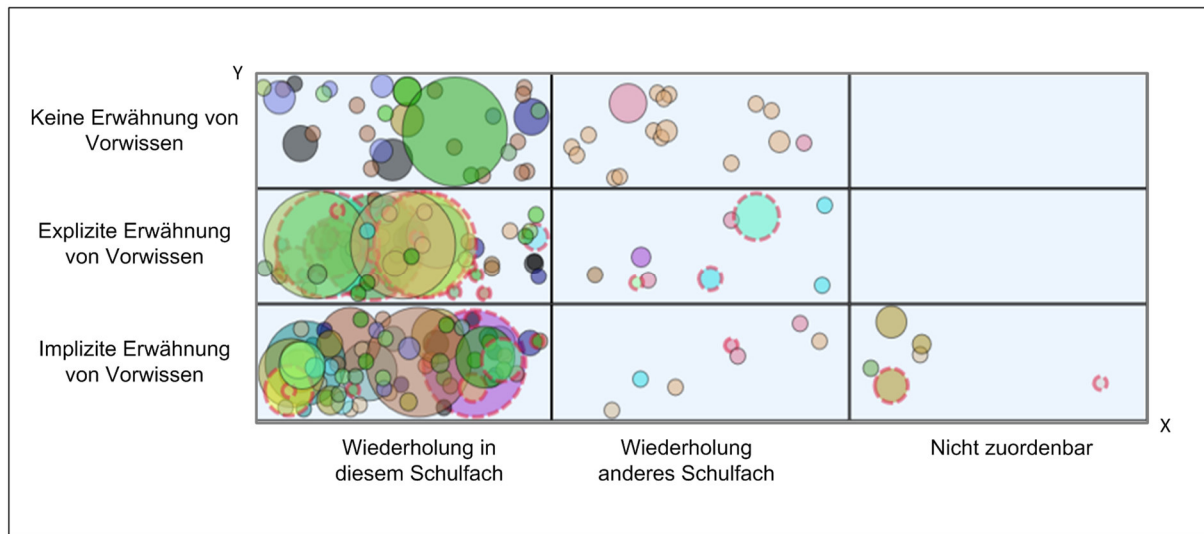 Y
Keine Erwähnung von
Vorwissen
Explizite Erwähnung
von Vorwissen
Implizite Erwähnung
von Vorwissen
X
Wiederholung in
diesem Schulfach
Wiederholung
anderes Schulfach
Nicht zuordenbar